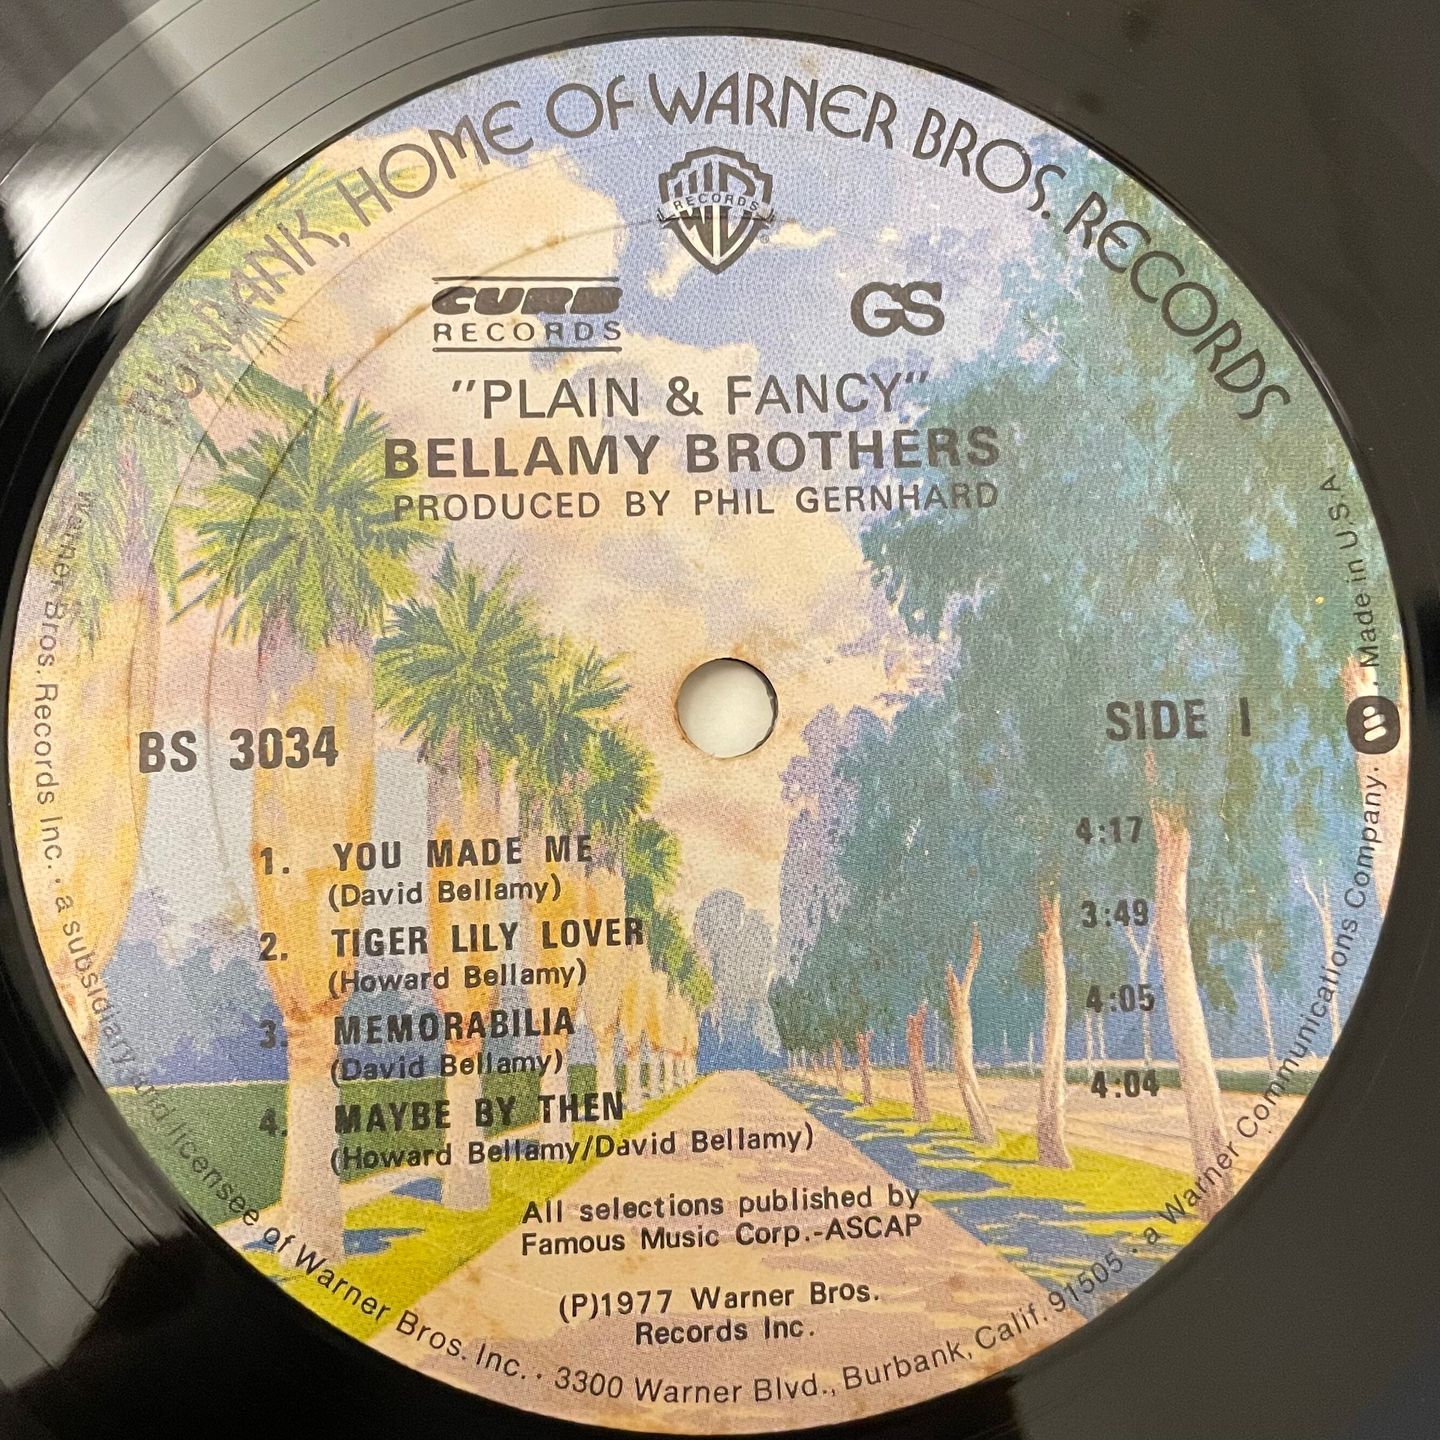 BURBANK, HOME OF WARNER BROS. RECORDS
W B
RECORDS
®
CURB
RECORDS
GS
"PLAIN & FANCY"
BELLAMY BROTHERS
PRODUCED BY PHIL GERNHARD
BS 3034
SIDE 1
1. YOU MADE ME 4:17
(David Bellamy)
2. TIGER LILY LOVER 3:49
(Howard Bellamy)
3. MEMORABILIA 4:05
(David Bellamy)
4. MAYBE BY THEN 4:04
(Howard Bellamy/David Bellamy)
All selections published by
Famous Music Corp.-ASCAP
(P)1977 Warner Bros.
Records Inc.
Warner Bros. Records Inc. · a subsidiary and licensee of Warner Bros. Inc. · 3300 Warner Blvd., Burbank, Calif. 91505 · a Warner Communications Company. W · Made in U.S.A.